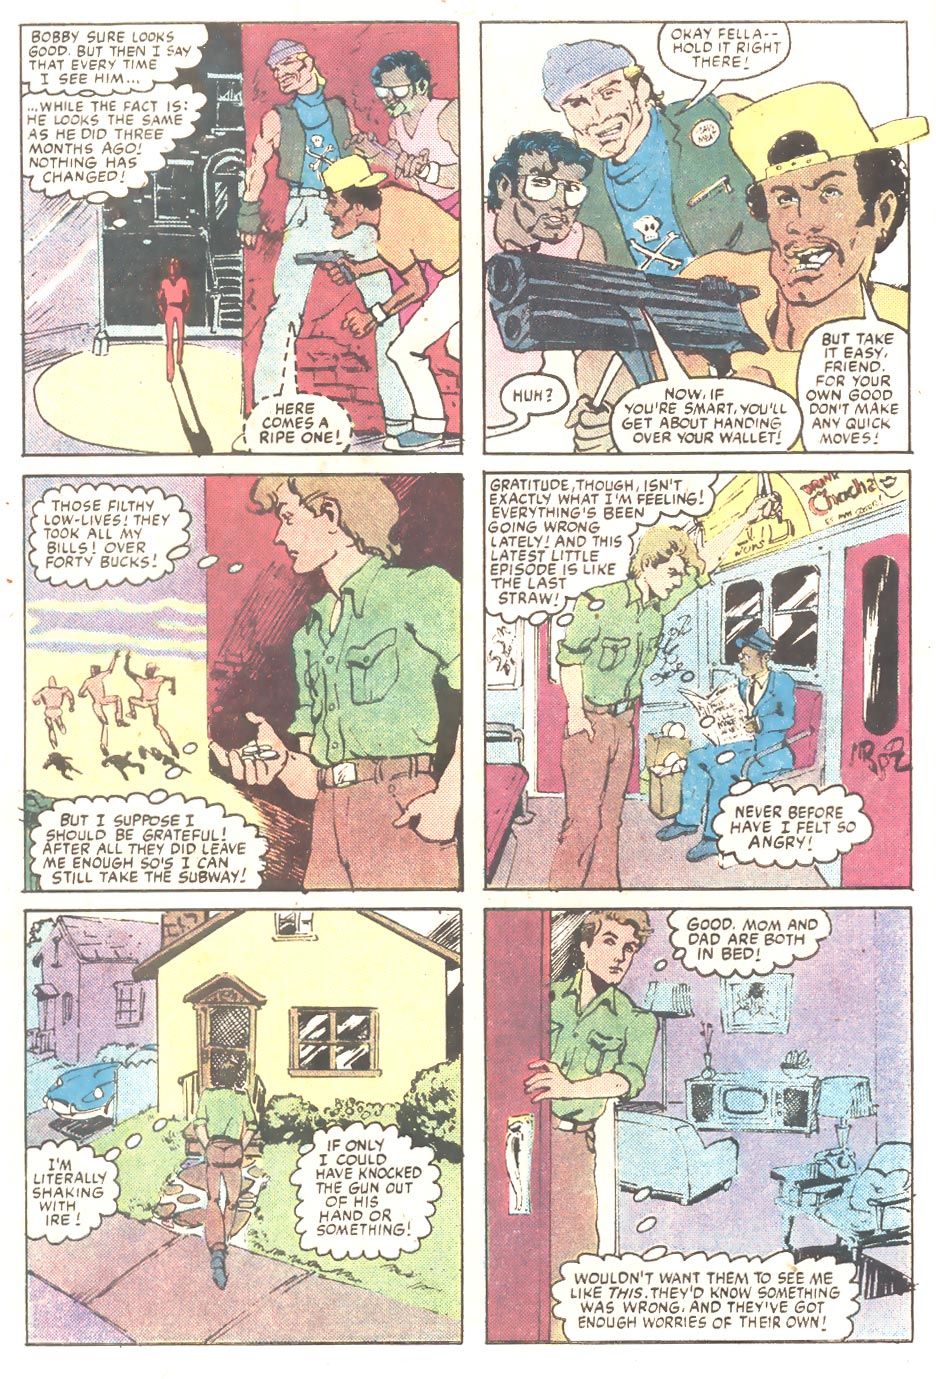 BOBBY SURE LOOKS
GOOD. BUT THEN I SAY
THAT EVERY TIME
I SEE HIM...
...WHILE THE FACT IS:
HE LOOKS THE SAME
AS HE DID THREE
MONTHS AGO!
NOTHING HAS
CHANGED!
HERE
COMES A
RIPE ONE!
OKAY FELLA--
HOLD IT RIGHT
THERE!
HUH?
NOW, IF
YOU'RE SMART, YOU'LL
GET ABOUT HANDING
OVER YOUR WALLET!
BUT TAKE
IT EASY,
FRIEND.
FOR YOUR
OWN GOOD
DON'T MAKE
ANY QUICK
MOVES!
THOSE FILTHY
LOW-LIVES! THEY
TOOK ALL MY
BILLS! OVER
FORTY BUCKS!
BUT I SUPPOSE I
SHOULD BE GRATEFUL!
AFTER ALL THEY DID LEAVE
ME ENOUGH SO'S I CAN
STILL TAKE THE SUBWAY!
GRATITUDE, THOUGH, ISN'T
EXACTLY WHAT I'M FEELING!
EVERYTHING'S BEEN
GOING WRONG
LATELY! AND THIS
LATEST LITTLE
EPISODE IS LIKE
THE LAST
STRAW!
DRINK
NEVER BEFORE
HAVE I FELT SO
ANGRY!
I'M
LITERALLY
SHAKING
WITH
IRE!
IF ONLY
I COULD
HAVE KNOCKED
THE GUN OUT
OF HIS
HAND OR
SOMETHING!
GOOD. MOM AND
DAD ARE BOTH
IN BED!
WOULDN'T WANT THEM TO SEE ME
LIKE THIS. THEY'D KNOW SOMETHING
WAS WRONG, AND THEY'VE GOT
ENOUGH WORRIES OF THEIR OWN!